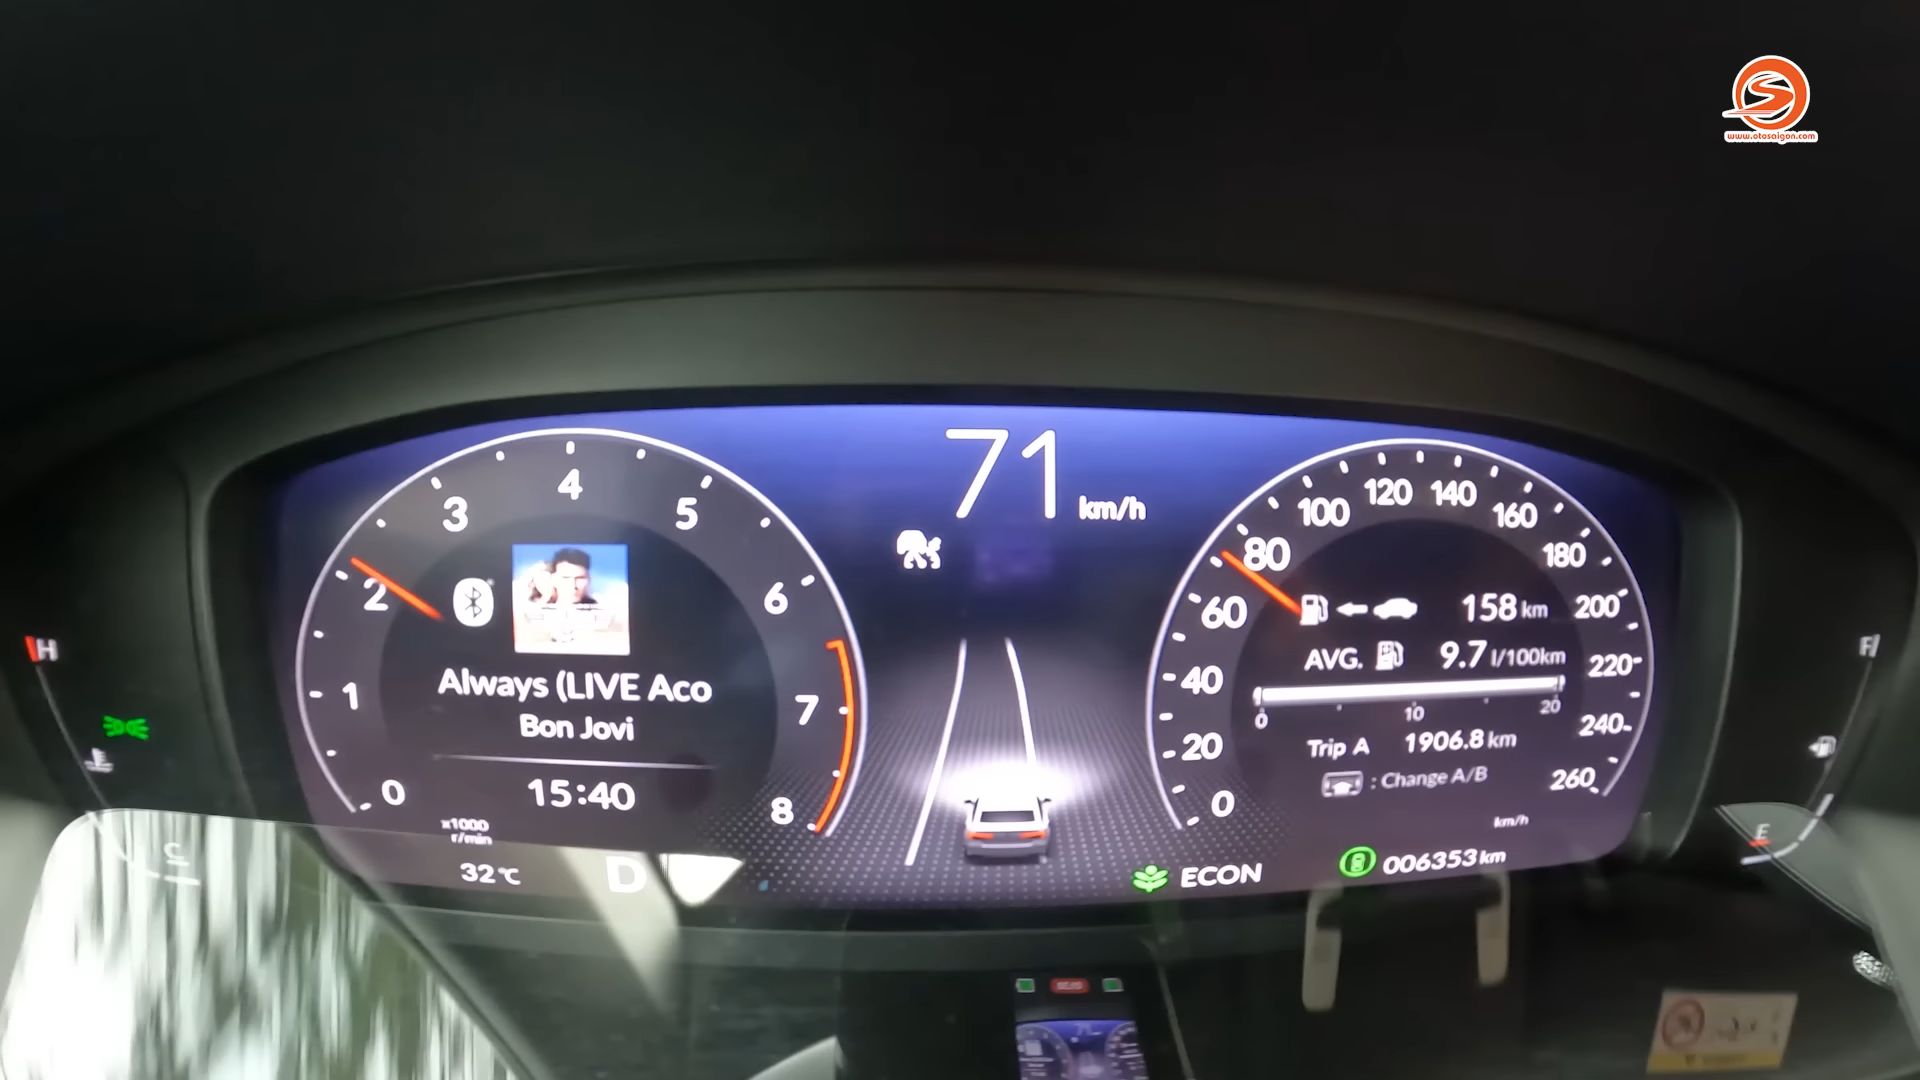 www.otosaigon.com
71 km/h
0 1 2 3 4 5 6 7 8
x1000
r/min
Always (LIVE Aco
Bon Jovi
15:40
32°C
D
0 20 40 60 80 100 120 140 160 180 200 220 240 260
158 km
AVG. 9.7 l/100km
0 10 20
Trip A 1906.8 km
: Change A/B
km/h
ECON
006353 km
H
C
F
E